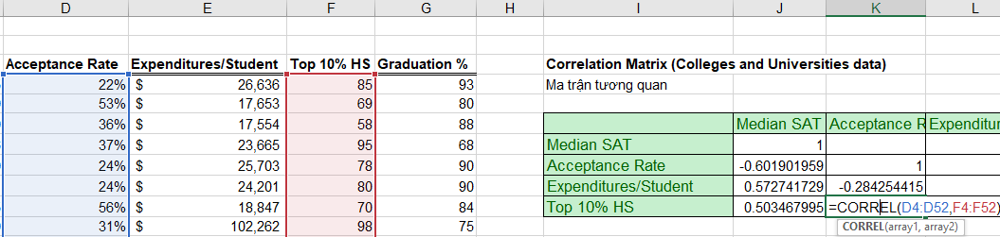 D E F G H I J K L
Acceptance Rate Expenditures/Student Top 10% HS Graduation % Correlation Matrix (Colleges and Universities data)
22% $ 26,636 85 93 Ma trận tương quan
53% $ 17,653 69 80
36% $ 17,554 58 88 Median SAT Acceptance R Expenditur
37% $ 23,665 95 68 Median SAT 1
24% $ 25,703 78 90 Acceptance Rate -0.601901959 1
24% $ 24,201 80 90 Expenditures/Student 0.572741729 -0.284254415
56% $ 18,847 70 84 Top 10% HS 0.503467995 =CORREL(D4:D52,F4:F52)
31% $ 102,262 98 75 CORREL(array1, array2)